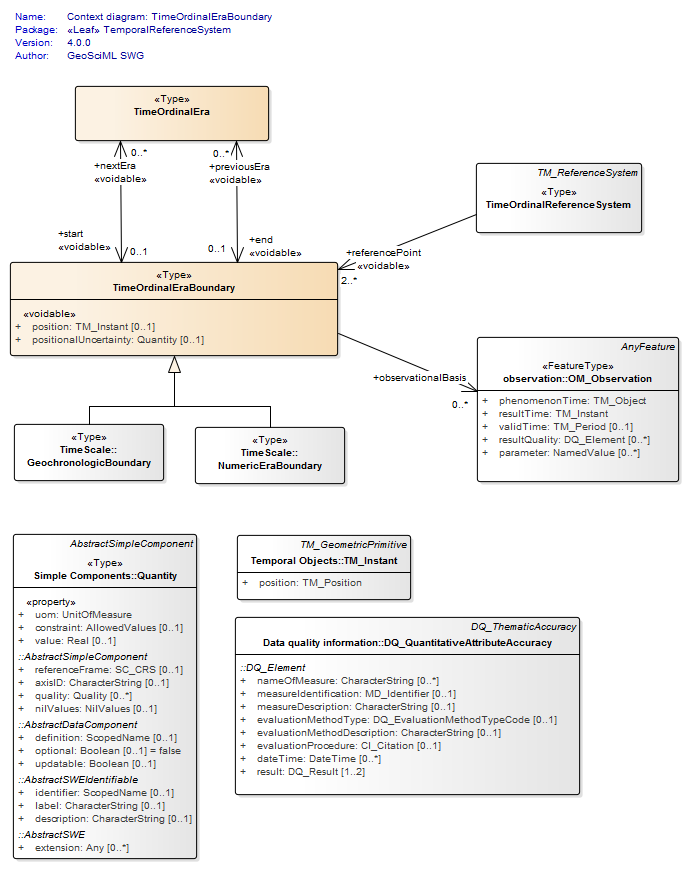 Name: Context diagram: TimeOrdinalEraBoundary
Package: «Leaf» TemporalReferenceSystem
Version: 4.0.0
Author: GeoSciML SWG
«Type»
TimeOrdinalEra
0..* 0..*
+nextEra +previousEra
«voidable» «voidable»
TM_ReferenceSystem
«Type»
TimeOrdinalReferenceSystem
+start +end
«voidable» «voidable»
0..1 0..1
+referencePoint
«voidable»
2..*
«Type»
TimeOrdinalEraBoundary
«voidable»
+ position: TM_Instant [0..1]
+ positionalUncertainty: Quantity [0..1]
+observationalBasis
0..*
AnyFeature
«FeatureType»
observation::OM_Observation
+ phenomenonTime: TM_Object
+ resultTime: TM_Instant
+ validTime: TM_Period [0..1]
+ resultQuality: DQ_Element [0..*]
+ parameter: NamedValue [0..*]
«Type»
TimeScale::
GeochronologicBoundary
«Type»
TimeScale::
NumericEraBoundary
AbstractSimpleComponent
«Type»
Simple Components::Quantity
«property»
+ uom: UnitOfMeasure
+ constraint: AllowedValues [0..1]
+ value: Real [0..1]
::AbstractSimpleComponent
+ referenceFrame: SC_CRS [0..1]
+ axisID: CharacterString [0..1]
+ quality: Quality [0..*]
+ nilValues: NilValues [0..1]
::AbstractDataComponent
+ definition: ScopedName [0..1]
+ optional: Boolean [0..1] = false
+ updatable: Boolean [0..1]
::AbstractSWEIdentifiable
+ identifier: ScopedName [0..1]
+ label: CharacterString [0..1]
+ description: CharacterString [0..1]
::AbstractSWE
+ extension: Any [0..*]
TM_GeometricPrimitive
Temporal Objects::TM_Instant
+ position: TM_Position
DQ_ThematicAccuracy
Data quality information::DQ_QuantitativeAttributeAccuracy
::DQ_Element
+ nameOfMeasure: CharacterString [0..*]
+ measureIdentification: MD_Identifier [0..1]
+ measureDescription: CharacterString [0..1]
+ evaluationMethodType: DQ_EvaluationMethodTypeCode [0..1]
+ evaluationMethodDescription: CharacterString [0..1]
+ evaluationProcedure: CI_Citation [0..1]
+ dateTime: DateTime [0..*]
+ result: DQ_Result [1..2]